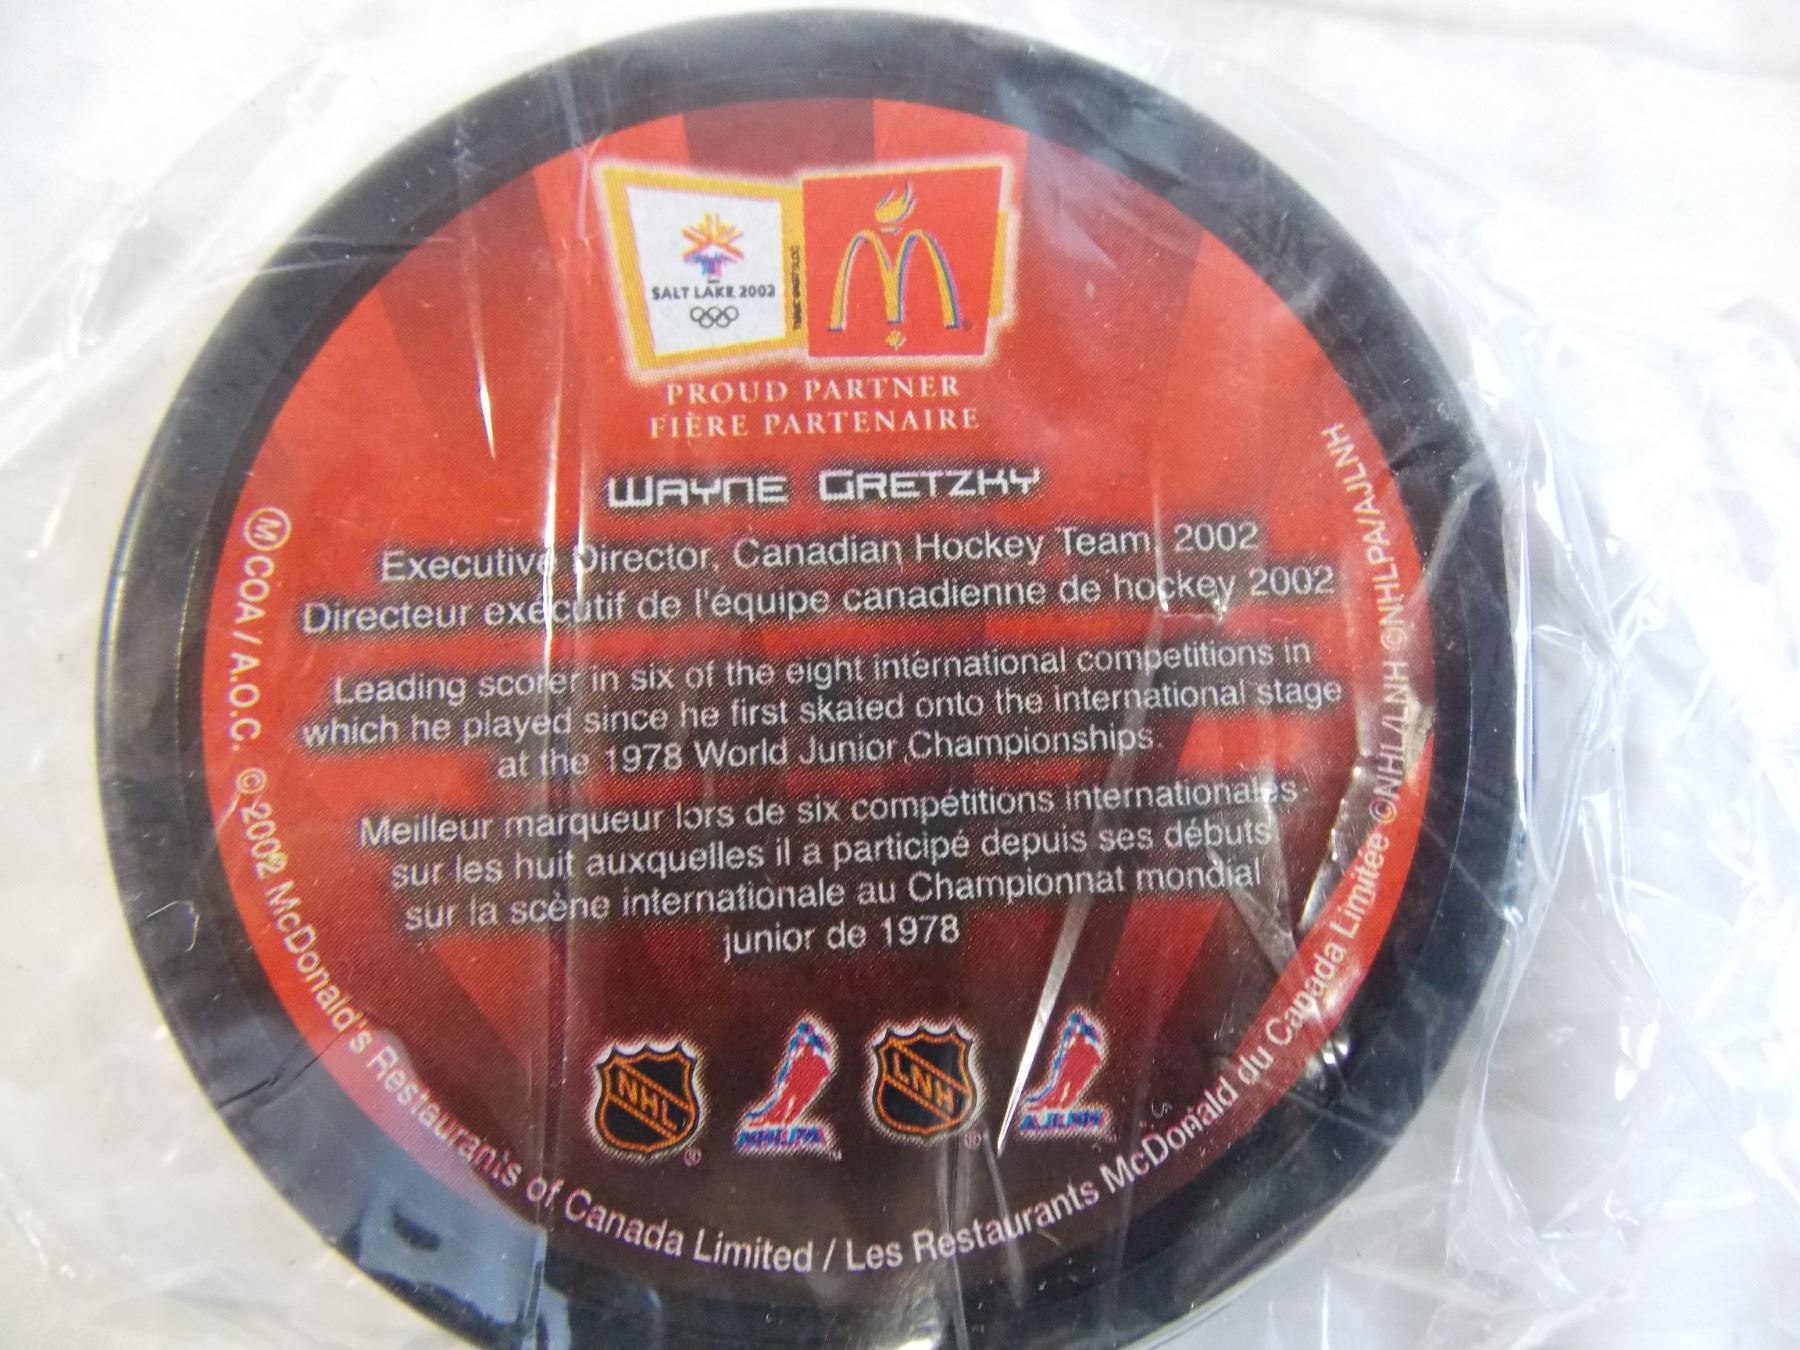 SALT LAKE 2002
PROUD PARTNER
FIÈRE PARTENAIRE
WAYNE GRETZKY
Executive Director, Canadian Hockey Team, 2002
Directeur exécutif de l'équipe canadienne de hockey 2002
Leading scorer in six of the eight international competitions in
which he played since he first skated onto the international stage
at the 1978 World Junior Championships.
Meilleur marqueur lors de six compétitions internationales
sur les huit auxquelles il a participé depuis ses débuts
sur la scène internationale au Championnat mondial
junior de 1978
NHL ®
NHLPA
LNH ®
AJLNH
Ⓜ COA / A.O.C. © 2002 McDonald's Restaurants of Canada Limited / Les Restaurants McDonald du Canada Limitée ©NHL/LNH ©NHLPA/AJLNH